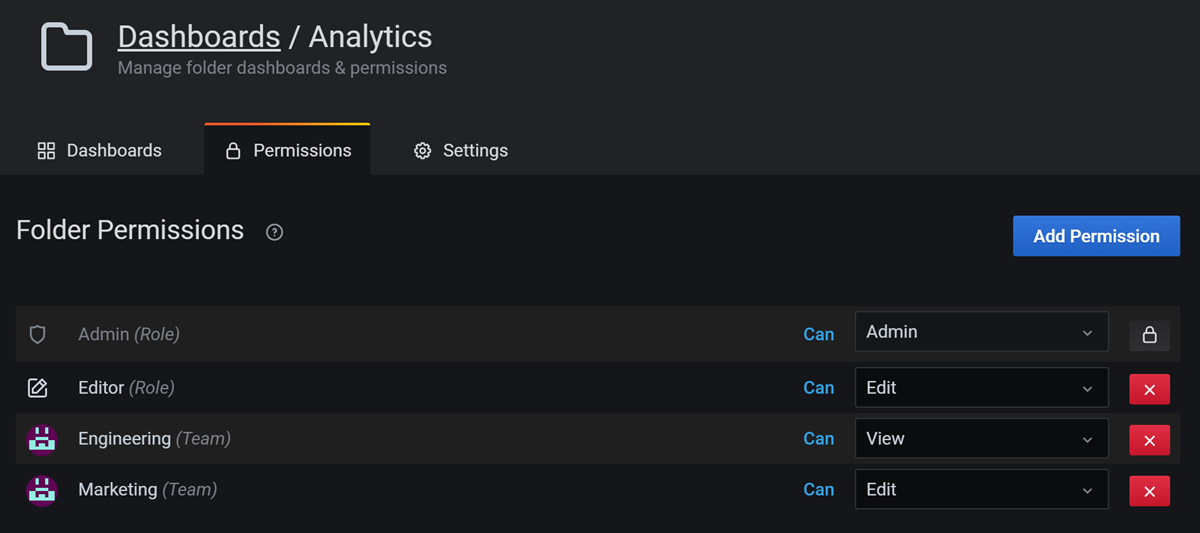 Dashboards / Analytics
Manage folder dashboards & permissions
Dashboards
Permissions
Settings
Folder Permissions
Add Permission
Admin (Role) Can Admin
Editor (Role) Can Edit
Engineering (Team) Can View
Marketing (Team) Can Edit